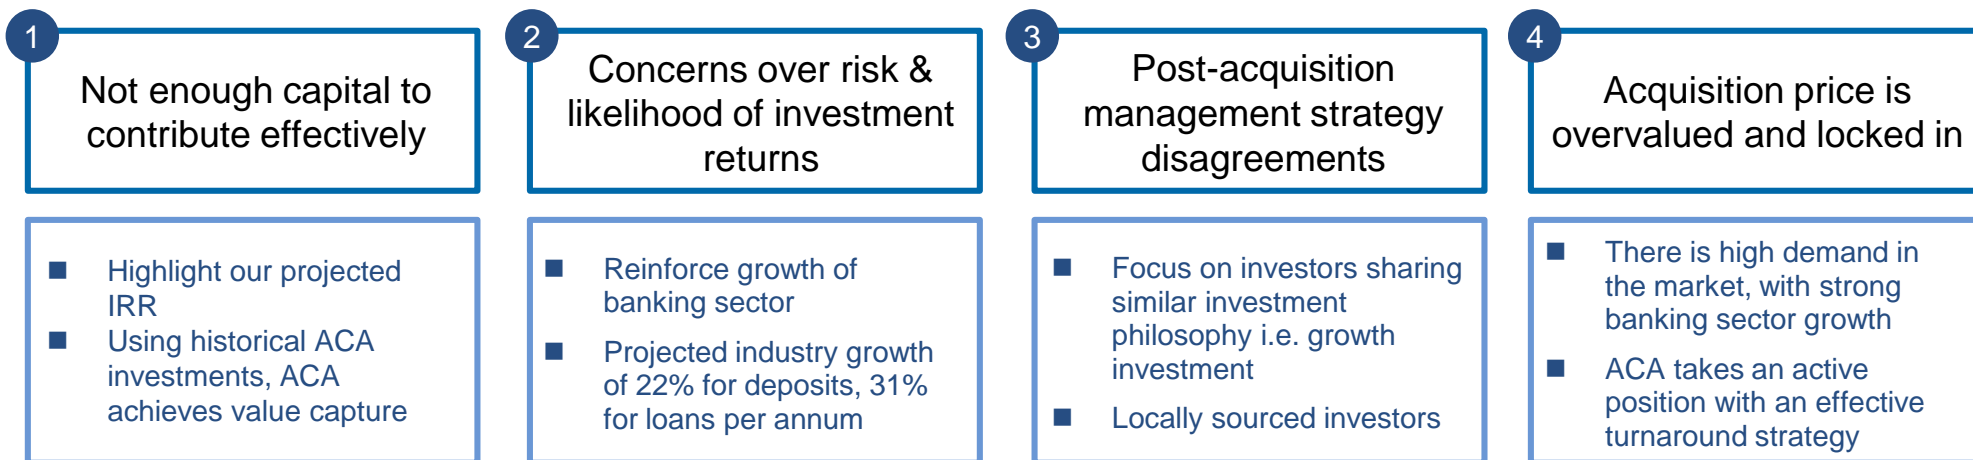 1
Not enough capital to
contribute effectively
■ Highlight our projected
IRR
■ Using historical ACA
investments, ACA
achieves value capture
2
Concerns over risk &
likelihood of investment
returns
■ Reinforce growth of
banking sector
■ Projected industry growth
of 22% for deposits, 31%
for loans per annum
3
Post-acquisition
management strategy
disagreements
■ Focus on investors sharing
similar investment
philosophy i.e. growth
investment
■ Locally sourced investors
4
Acquisition price is
overvalued and locked in
■ There is high demand in
the market, with strong
banking sector growth
■ ACA takes an active
position with an effective
turnaround strategy